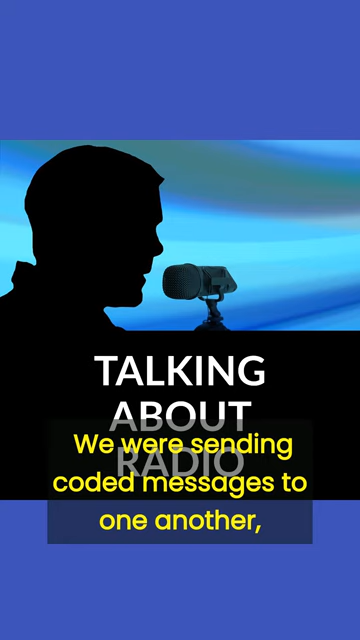 TALKING
ABOUT
RADIO
We were sending
coded messages to
one another,